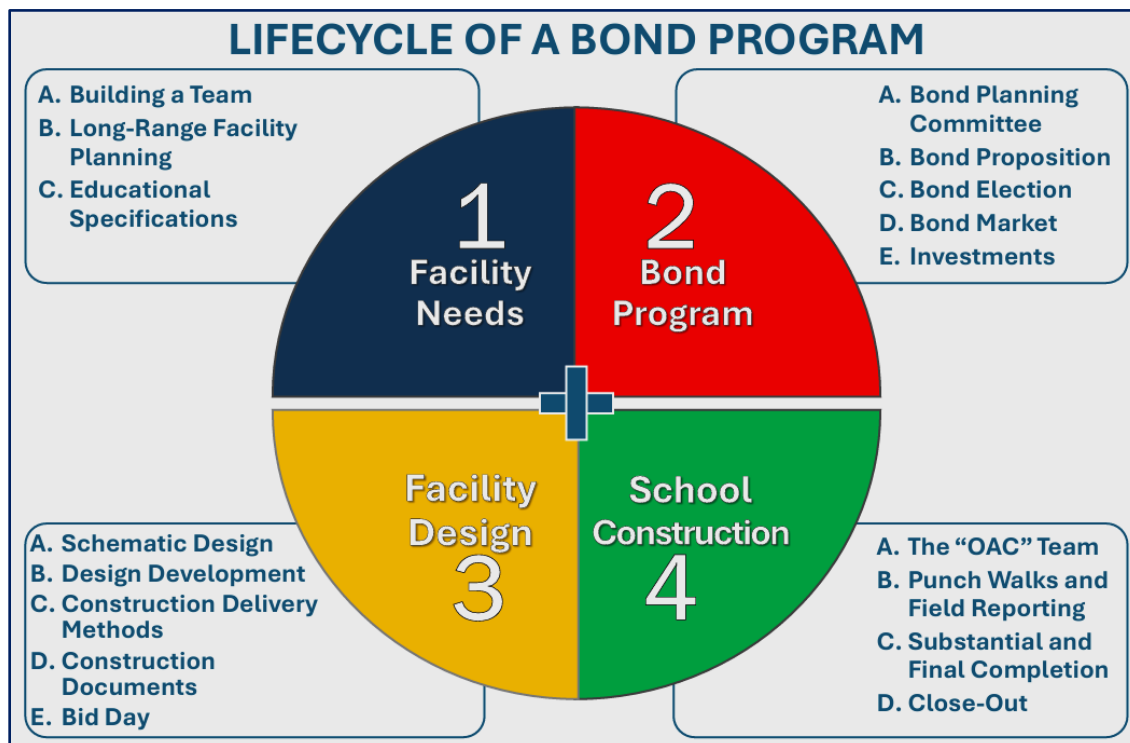 LIFECYCLE OF A BOND PROGRAM
A. Building a Team
B. Long-Range Facility
Planning
C. Educational
Specifications
1
Facility
Needs
2
Bond
Program
A. Bond Planning
Committee
B. Bond Proposition
C. Bond Election
D. Bond Market
E. Investments
A. Schematic Design
B. Design Development
C. Construction Delivery
Methods
D. Construction
Documents
E. Bid Day
Facility
Design
3
School
Construction
4
A. The “OAC” Team
B. Punch Walks and
Field Reporting
C. Substantial and
Final Completion
D. Close-Out